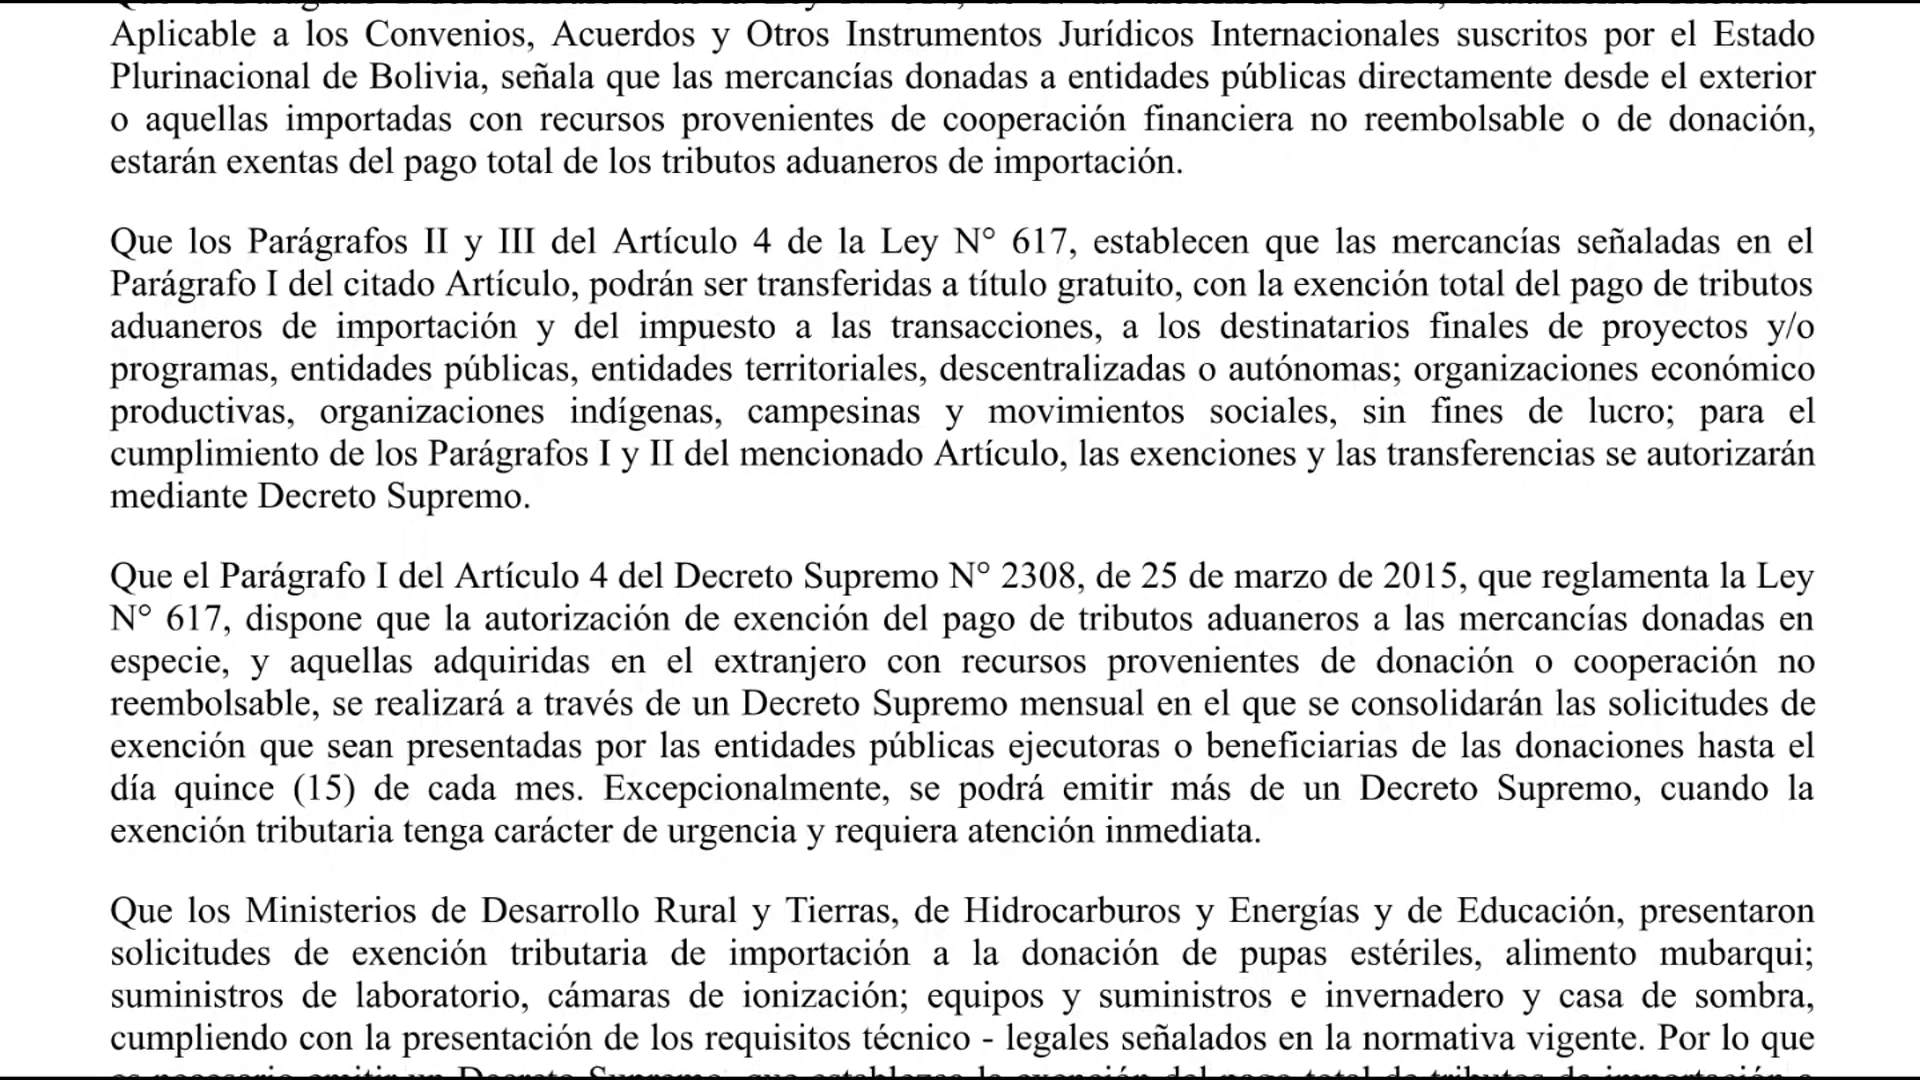 Aplicable a los Convenios, Acuerdos y Otros Instrumentos Jurídicos Internacionales suscritos por el Estado
Plurinacional de Bolivia, señala que las mercancías donadas a entidades públicas directamente desde el exterior
o aquellas importadas con recursos provenientes de cooperación financiera no reembolsable o de donación,
estarán exentas del pago total de los tributos aduaneros de importación.
Que los Parágrafos II y III del Artículo 4 de la Ley N° 617, establecen que las mercancías señaladas en el
Parágrafo I del citado Artículo, podrán ser transferidas a título gratuito, con la exención total del pago de tributos
aduaneros de importación y del impuesto a las transacciones, a los destinatarios finales de proyectos y/o
programas, entidades públicas, entidades territoriales, descentralizadas o autónomas; organizaciones económico
productivas, organizaciones indígenas, campesinas y movimientos sociales, sin fines de lucro; para el
cumplimiento de los Parágrafos I y II del mencionado Artículo, las exenciones y las transferencias se autorizarán
mediante Decreto Supremo.
Que el Parágrafo I del Artículo 4 del Decreto Supremo N° 2308, de 25 de marzo de 2015, que reglamenta la Ley
N° 617, dispone que la autorización de exención del pago de tributos aduaneros a las mercancías donadas en
especie, y aquellas adquiridas en el extranjero con recursos provenientes de donación o cooperación no
reembolsable, se realizará a través de un Decreto Supremo mensual en el que se consolidarán las solicitudes de
exención que sean presentadas por las entidades públicas ejecutoras o beneficiarias de las donaciones hasta el
día quince (15) de cada mes. Excepcionalmente, se podrá emitir más de un Decreto Supremo, cuando la
exención tributaria tenga carácter de urgencia y requiera atención inmediata.
Que los Ministerios de Desarrollo Rural y Tierras, de Hidrocarburos y Energías y de Educación, presentaron
solicitudes de exención tributaria de importación a la donación de pupas estériles, alimento mubarqui;
suministros de laboratorio, cámaras de ionización; equipos y suministros e invernadero y casa de sombra,
cumpliendo con la presentación de los requisitos técnico - legales señalados en la normativa vigente. Por lo que